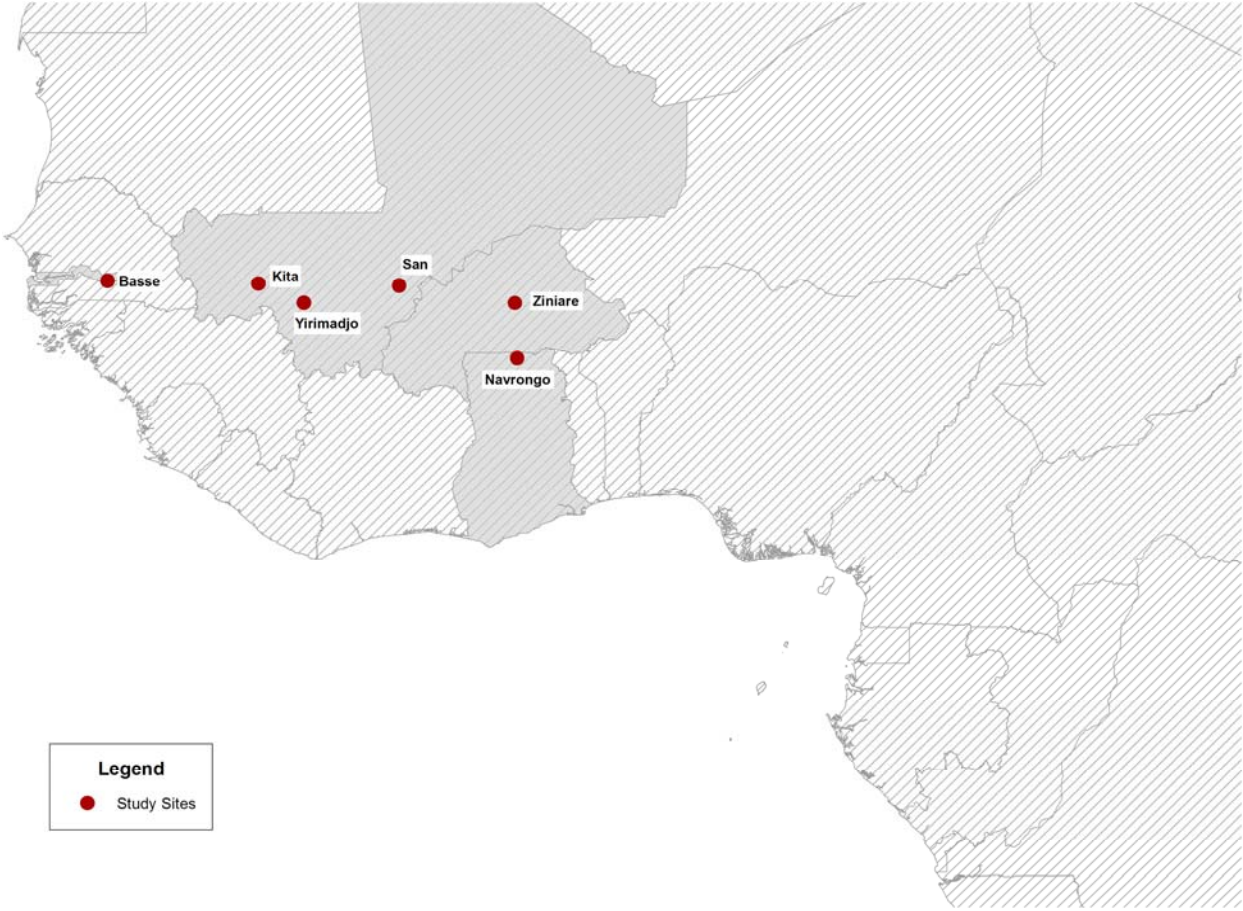 San
Kita
Basse
Ziniare
Yirimadjo
Navrongo
Legend
Study Sites